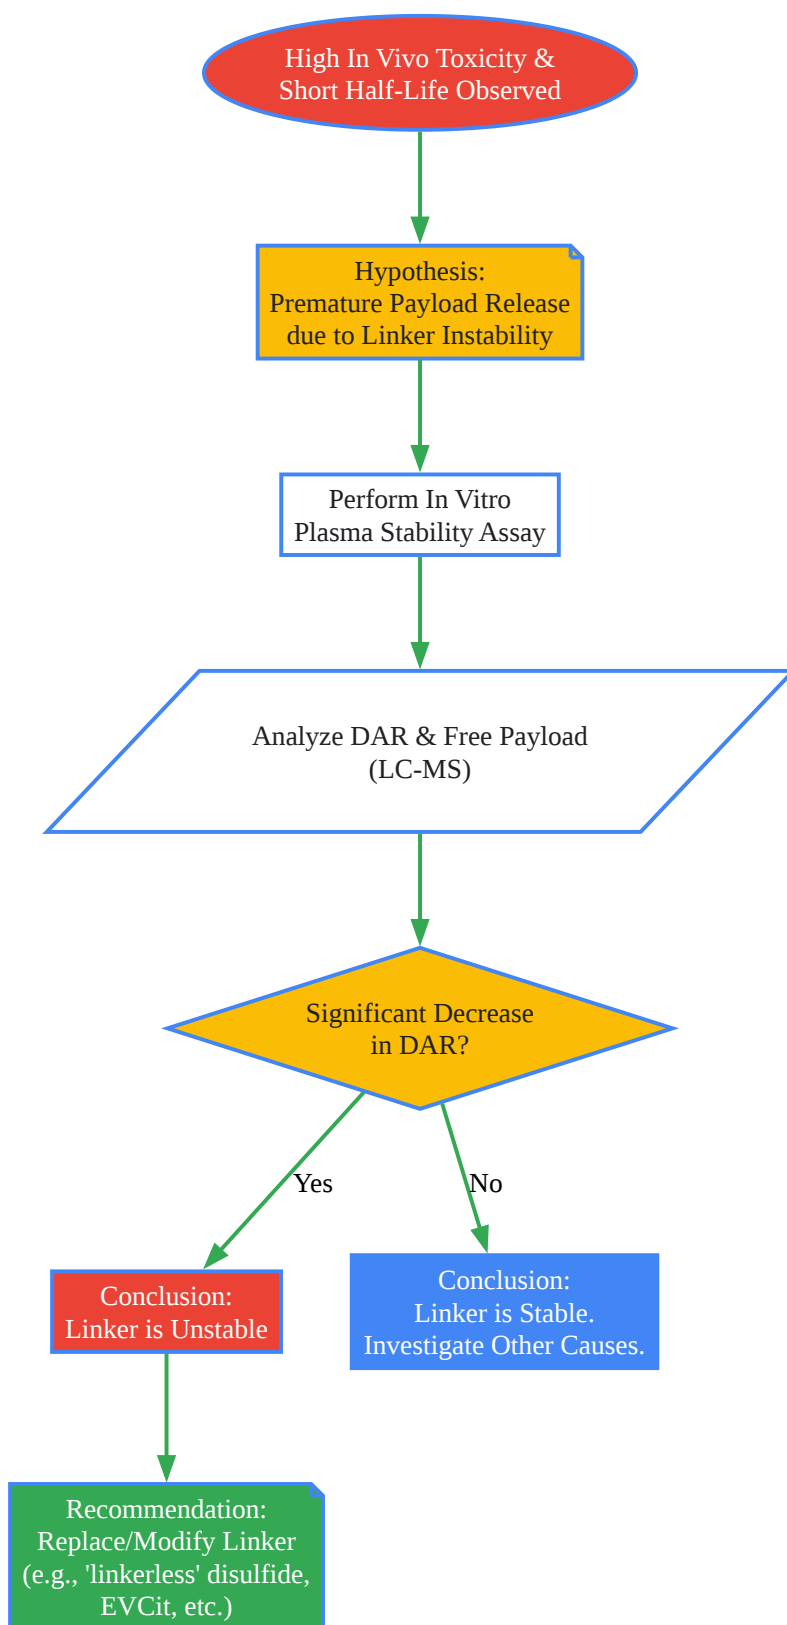 High In Vivo Toxicity &
Short Half-Life Observed
Hypothesis:
Premature Payload Release
due to Linker Instability
Perform In Vitro
Plasma Stability Assay
Analyze DAR & Free Payload
(LC-MS)
Significant Decrease
in DAR?
Yes
No
Conclusion:
Linker is Unstable
Conclusion:
Linker is Stable.
Investigate Other Causes.
Recommendation:
Replace/Modify Linker
(e.g., 'linkerless' disulfide,
EVCit, etc.)